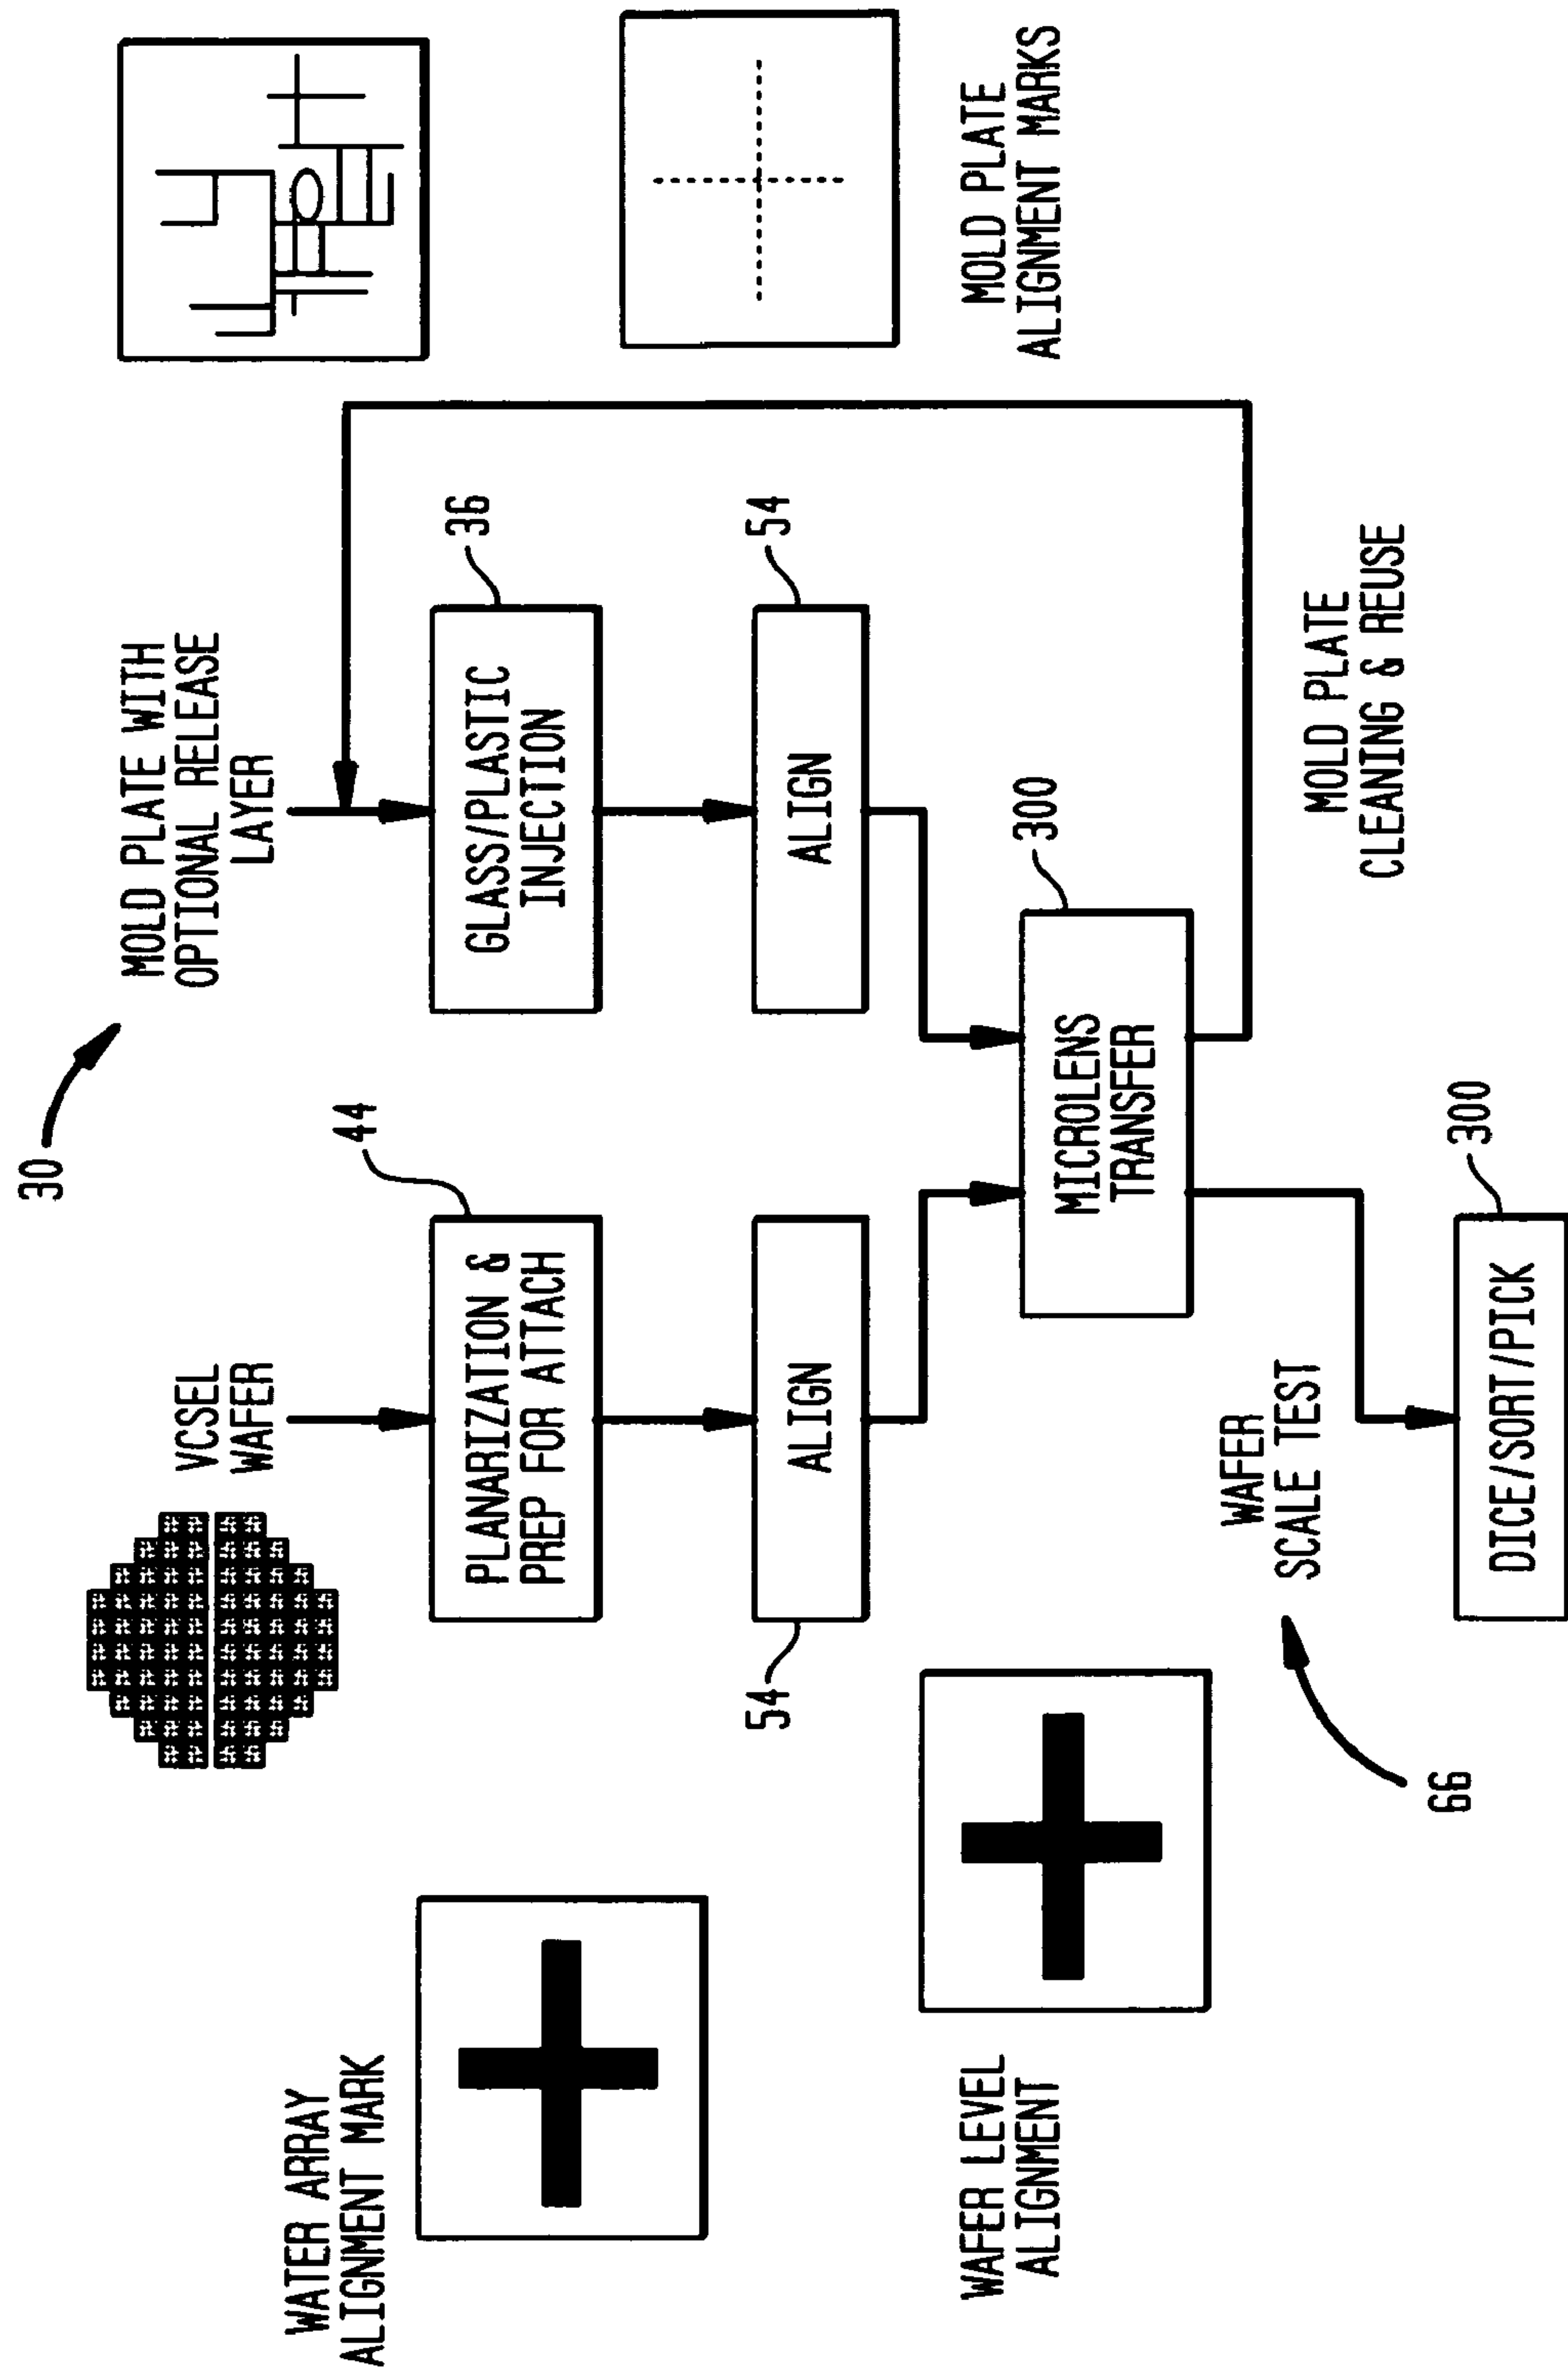 30
MOLD PLATE WITH
OPTIONAL RELEASE
LAYER
VCSEL
WAFER
WATER ARRAY
ALIGNMENT MARK
44
PLANARIZATION &
PREP FOR ATTACH
36
GLASS/PLASTIC
INJECTION
54
ALIGN
ALIGN
54
MOLD PLATE
ALIGNMENT MARKS
WAFER LEVEL
ALIGNMENT
300
MICROLENS
TRANSFER
WAFER
SCALE TEST
66
MOLD PLATE
CLEANING & REUSE
300
DICE/SORT/PICK